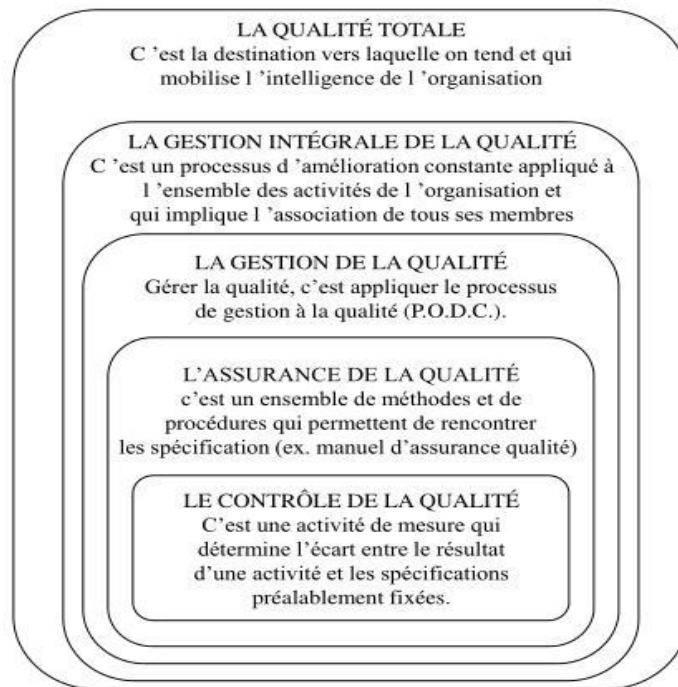 LA QUALITÉ TOTALE
C 'est la destination vers laquelle on tend et qui
mobilise l 'intelligence de l 'organisation
LA GESTION INTÉGRALE DE LA QUALITÉ
C 'est un processus d 'amélioration constante appliqué à
l 'ensemble des activités de l 'organisation et
qui implique l 'association de tous ses membres
LA GESTION DE LA QUALITÉ
Gérer la qualité, c'est appliquer le processus
de gestion à la qualité (P.O.D.C.).
L'ASSURANCE DE LA QUALITÉ
c'est un ensemble de méthodes et de
procédures qui permettent de rencontrer
les spécification (ex. manuel d'assurance qualité)
LE CONTRÔLE DE LA QUALITÉ
C'est une activité de mesure qui
détermine l'écart entre le résultat
d'une activité et les spécifications
préalablement fixées.